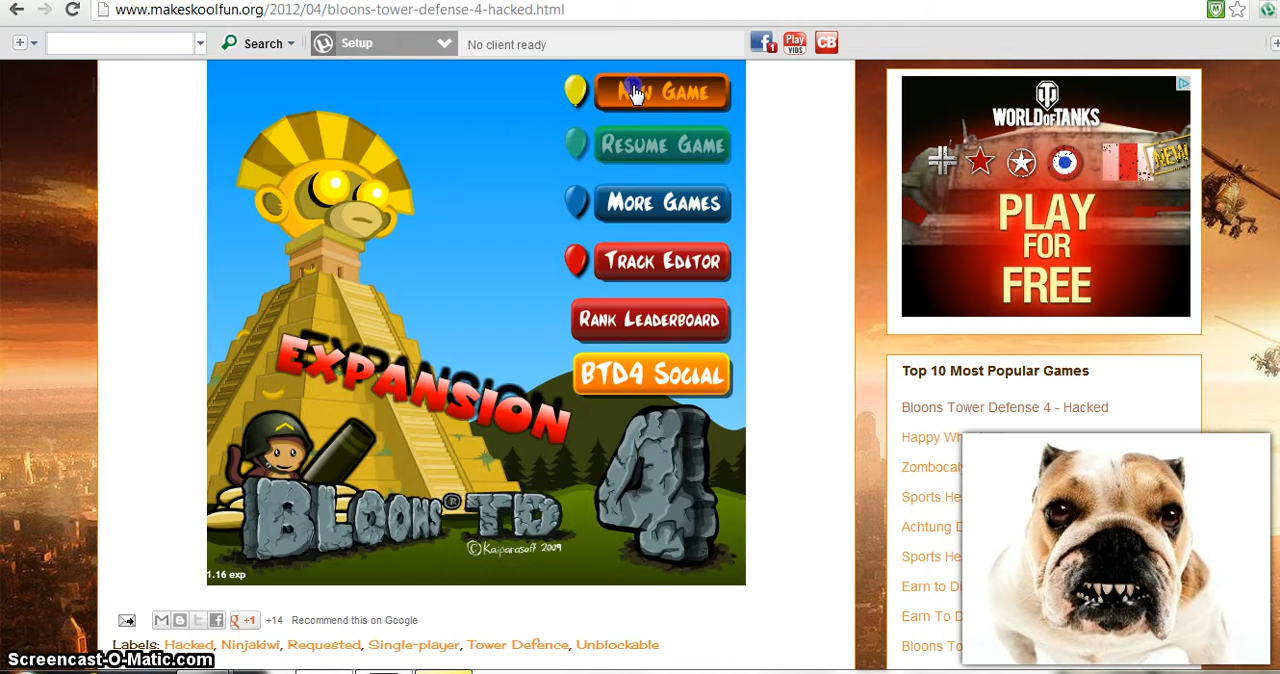 www.makeskoolfun.org/2012/04/bloons-tower-defense-4-hacked.html
Search
Setup
No client ready
1
Play
VIDS
CB
New Game
Resume Game
More Games
Track Editor
Rank Leaderboard
BTD4 Social
EXPANSION
BLOONS® TD 4
©Kaiparasoft 2009
1.16 exp
WORLD OF TANKS
NEW
PLAY
FOR
FREE
Top 10 Most Popular Games
Bloons Tower Defense 4 - Hacked
Happy Wh
Zombocal
Sports He
Achtung D
Sports He
Earn to Di
Earn To D
Bloons To
+1
+14 Recommend this on Google
Labels: Hacked, Ninjakiwi, Requested, Single-player, Tower Defence, Unblockable
Screencast-O-Matic.com